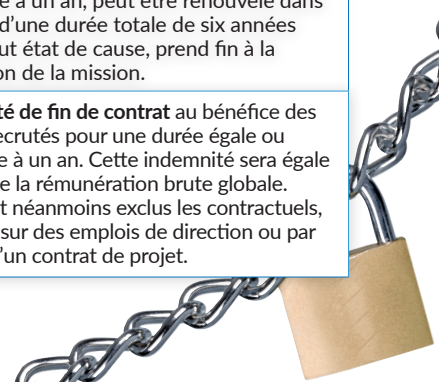 à un an, peut être renouvelé dans
d'une durée totale de six années
ut état de cause, prend fin à la
on de la mission.
té de fin de contrat au bénéfice des
ecrutés pour une durée égale ou
e à un an. Cette indemnité sera égale
e la rémunération brute globale.
t néanmoins exclus les contractuels,
sur des emplois de direction ou par
'un contrat de projet.